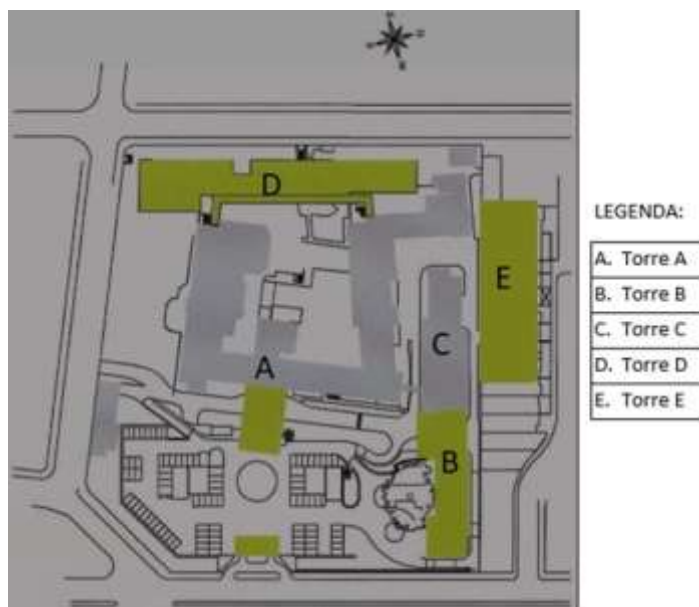 D
E
A
C
B
LEGENDA:
A. Torre A
B. Torre B
C. Torre C
D. Torre D
E. Torre E